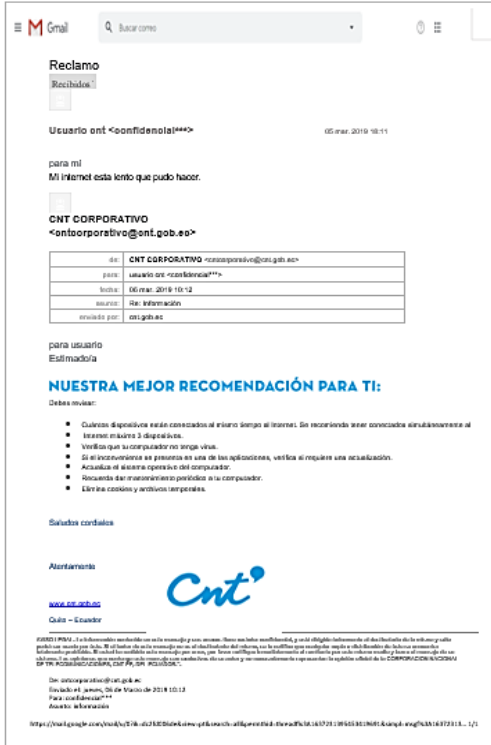 Gmail
Buscar correo
Reclamo
Recibidos
Usuario cnt <confidencial***>
05 mar. 2019 18:11
para mí
Mi internet esta lento que pudo hacer.
CNT CORPORATIVO
<cntcorporativo@cnt.gob.ec>
de: CNT CORPORATIVO <cntcorporativo@cnt.gob.ec>
para: usuario cnt <confidencial***>
fecha: 06 mar. 2019 10:12
asunto: Re: Información
enviado por: cnt.gob.ec
para usuario
Estimado/a
NUESTRA MEJOR RECOMENDACIÓN PARA TI:
Debes revisar:
Cuántos dispositivos están conectados al mismo tiempo al Internet. Se recomienda tener conectados simultáneamente al
Internet máximo 3 dispositivos.
Verifica que tu computador no tenga virus.
Si el inconveniente se presenta en una de las aplicaciones, verifica si requiere una actualización.
Actualiza el sistema operativo del computador.
Recuerda dar mantenimiento periódico a tu computador.
Elimina cookies y archivos temporales.
Saludos cordiales
Atentamente
Cnt
www.cnt.gob.ec
Quito – Ecuador
De: cntcorporativo@cnt.gob.ec
Enviado el: jueves, 06 de Marzo de 2019 10:12
Para: confidencial***
Asunto: Información
1/1